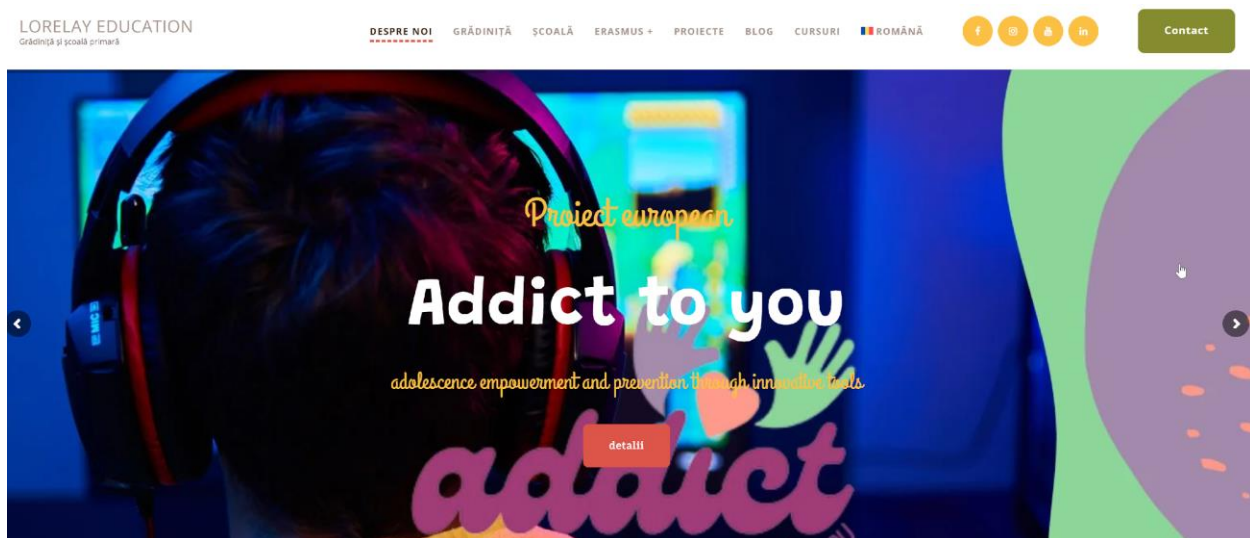 LORELAY EDUCATION
Grădiniță și școală primară
DESPRE NOI GRĂDINIȚĂ ȘCOALĂ ERASMUS + PROIECTE BLOG CURSURI ROMÂNĂ
Contact
Proiect european
Addict to you
adolescence empowerment and prevention through innovative tools
detalii
addict
MIC